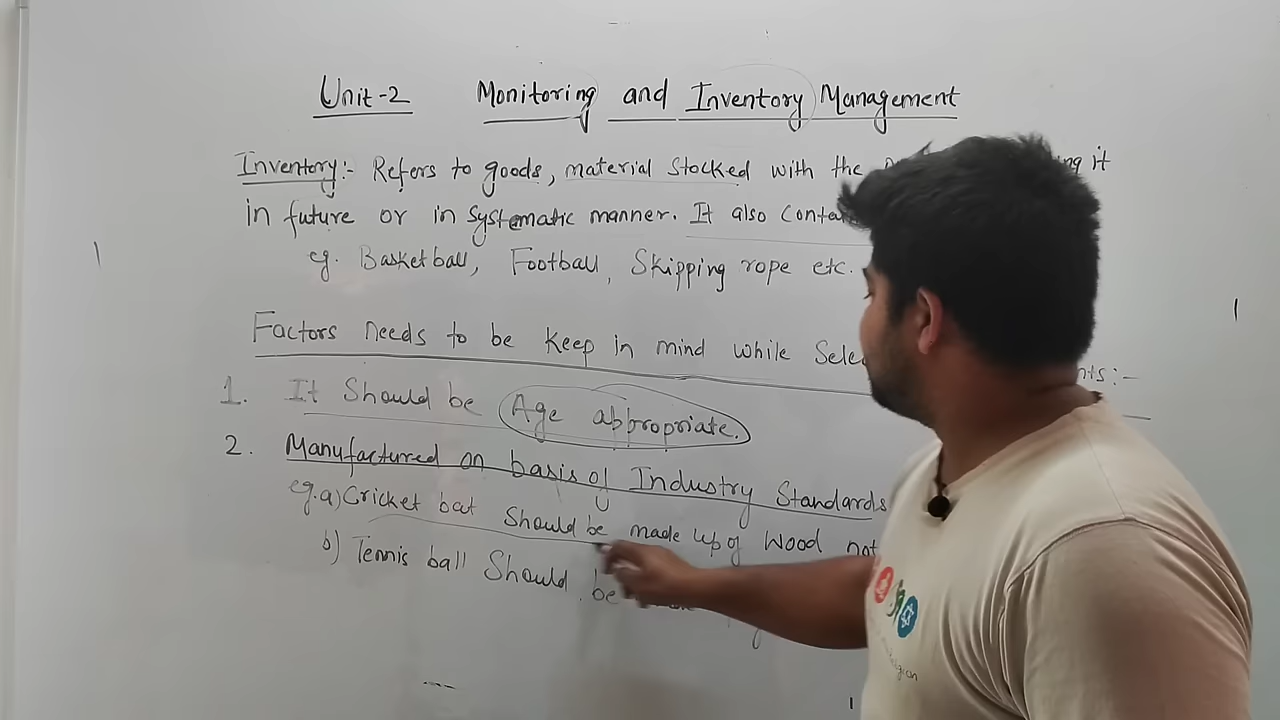 Unit-2 Monitoring and Inventory Management
Inventory:- Refers to goods, material stocked with the it
in future or in systematic manner. It also
eg. Basketball, Football, Skipping rope etc.
Factors needs to be keep in mind while
1. It Should be Age appropriate.
2. Manufactured on basis of Industry Standards
eg. a) Cricket bat Should be made up of Wood not
b) Tennis ball Should be